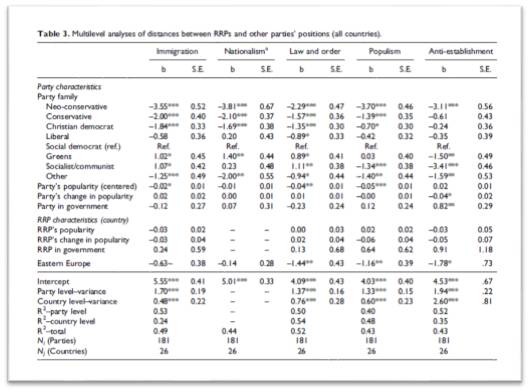 Table 3. Multilevel analyses of distances between RRPs and other parties' positions (all countries).
Immigration Nationalismᵃ Law and order Populism Anti-establishment
b S.E. b S.E. b S.E. b S.E. b S.E.
Party characteristics
Party family
Neo-conservative −3.55*** 0.52 −3.81*** 0.67 −2.29*** 0.47 −3.70*** 0.46 −3.11*** 0.56
Conservative −2.00*** 0.40 −2.10*** 0.37 −1.57*** 0.36 −1.39*** 0.35 −0.61 0.43
Christian democrat −1.84*** 0.33 −1.69*** 0.38 −1.35*** 0.30 −0.70* 0.30 −0.24 0.36
Liberal −0.58 0.36 0.20 0.43 −0.89* 0.33 −0.42 0.32 −0.35 0.39
Social democrat (ref.) Ref. Ref. Ref. Ref. Ref.
Greens 1.02* 0.45 1.40** 0.44 0.89* 0.41 0.03 0.40 −1.50** 0.49
Socialist/communist 1.07* 0.42 0.23 0.48 1.11** 0.38 −1.34*** 0.38 −3.41*** 0.46
Other −1.25** 0.49 −2.00** 0.55 −0.94* 0.44 −1.40** 0.44 −1.59** 0.53
Party's popularity (centered) −0.02* 0.01 −0.01 0.01 −0.04** 0.01 −0.05*** 0.01 0.02 0.01
Party's change in popularity 0.02 0.02 0.00 0.01 0.01 0.01 −0.00 0.01 −0.04* 0.02
Party in government −0.12 0.27 0.07 0.31 −0.23 0.24 0.12 0.24 0.82** 0.29
RRP characteristics (country)
RRP's popularity −0.03 0.02 – – 0.00 0.03 0.02 0.02 −0.03 0.05
RRP's change in popularity −0.03 0.04 – – 0.02 0.04 −0.06 0.04 −0.05 0.07
RRP in government 0.24 0.59 – – 0.13 0.68 0.64 0.62 0.91 1.18
Eastern Europe −0.63– 0.38 −0.14 0.28 −1.44** 0.43 −1.16** 0.39 −1.78* .73
Intercept 5.55*** 0.41 5.01*** 0.33 4.09*** 0.43 4.03*** 0.40 4.53*** .67
Party level–variance 1.70*** 0.19 – – 1.37*** 0.16 1.33*** 0.15 1.94*** .22
Country level–variance 0.48*** 0.22 – – 0.76*** 0.28 0.60*** 0.23 2.60*** .81
R²–party level 0.53 – 0.50 0.40 0.52
R²–country level 0.24 – 0.54 0.48 0.35
R²–total 0.49 0.44 0.52 0.43 0.43
Nⱼ (Parties) 181 181 181 181 181
Nⱼ (Countries) 26 26 26 26 26